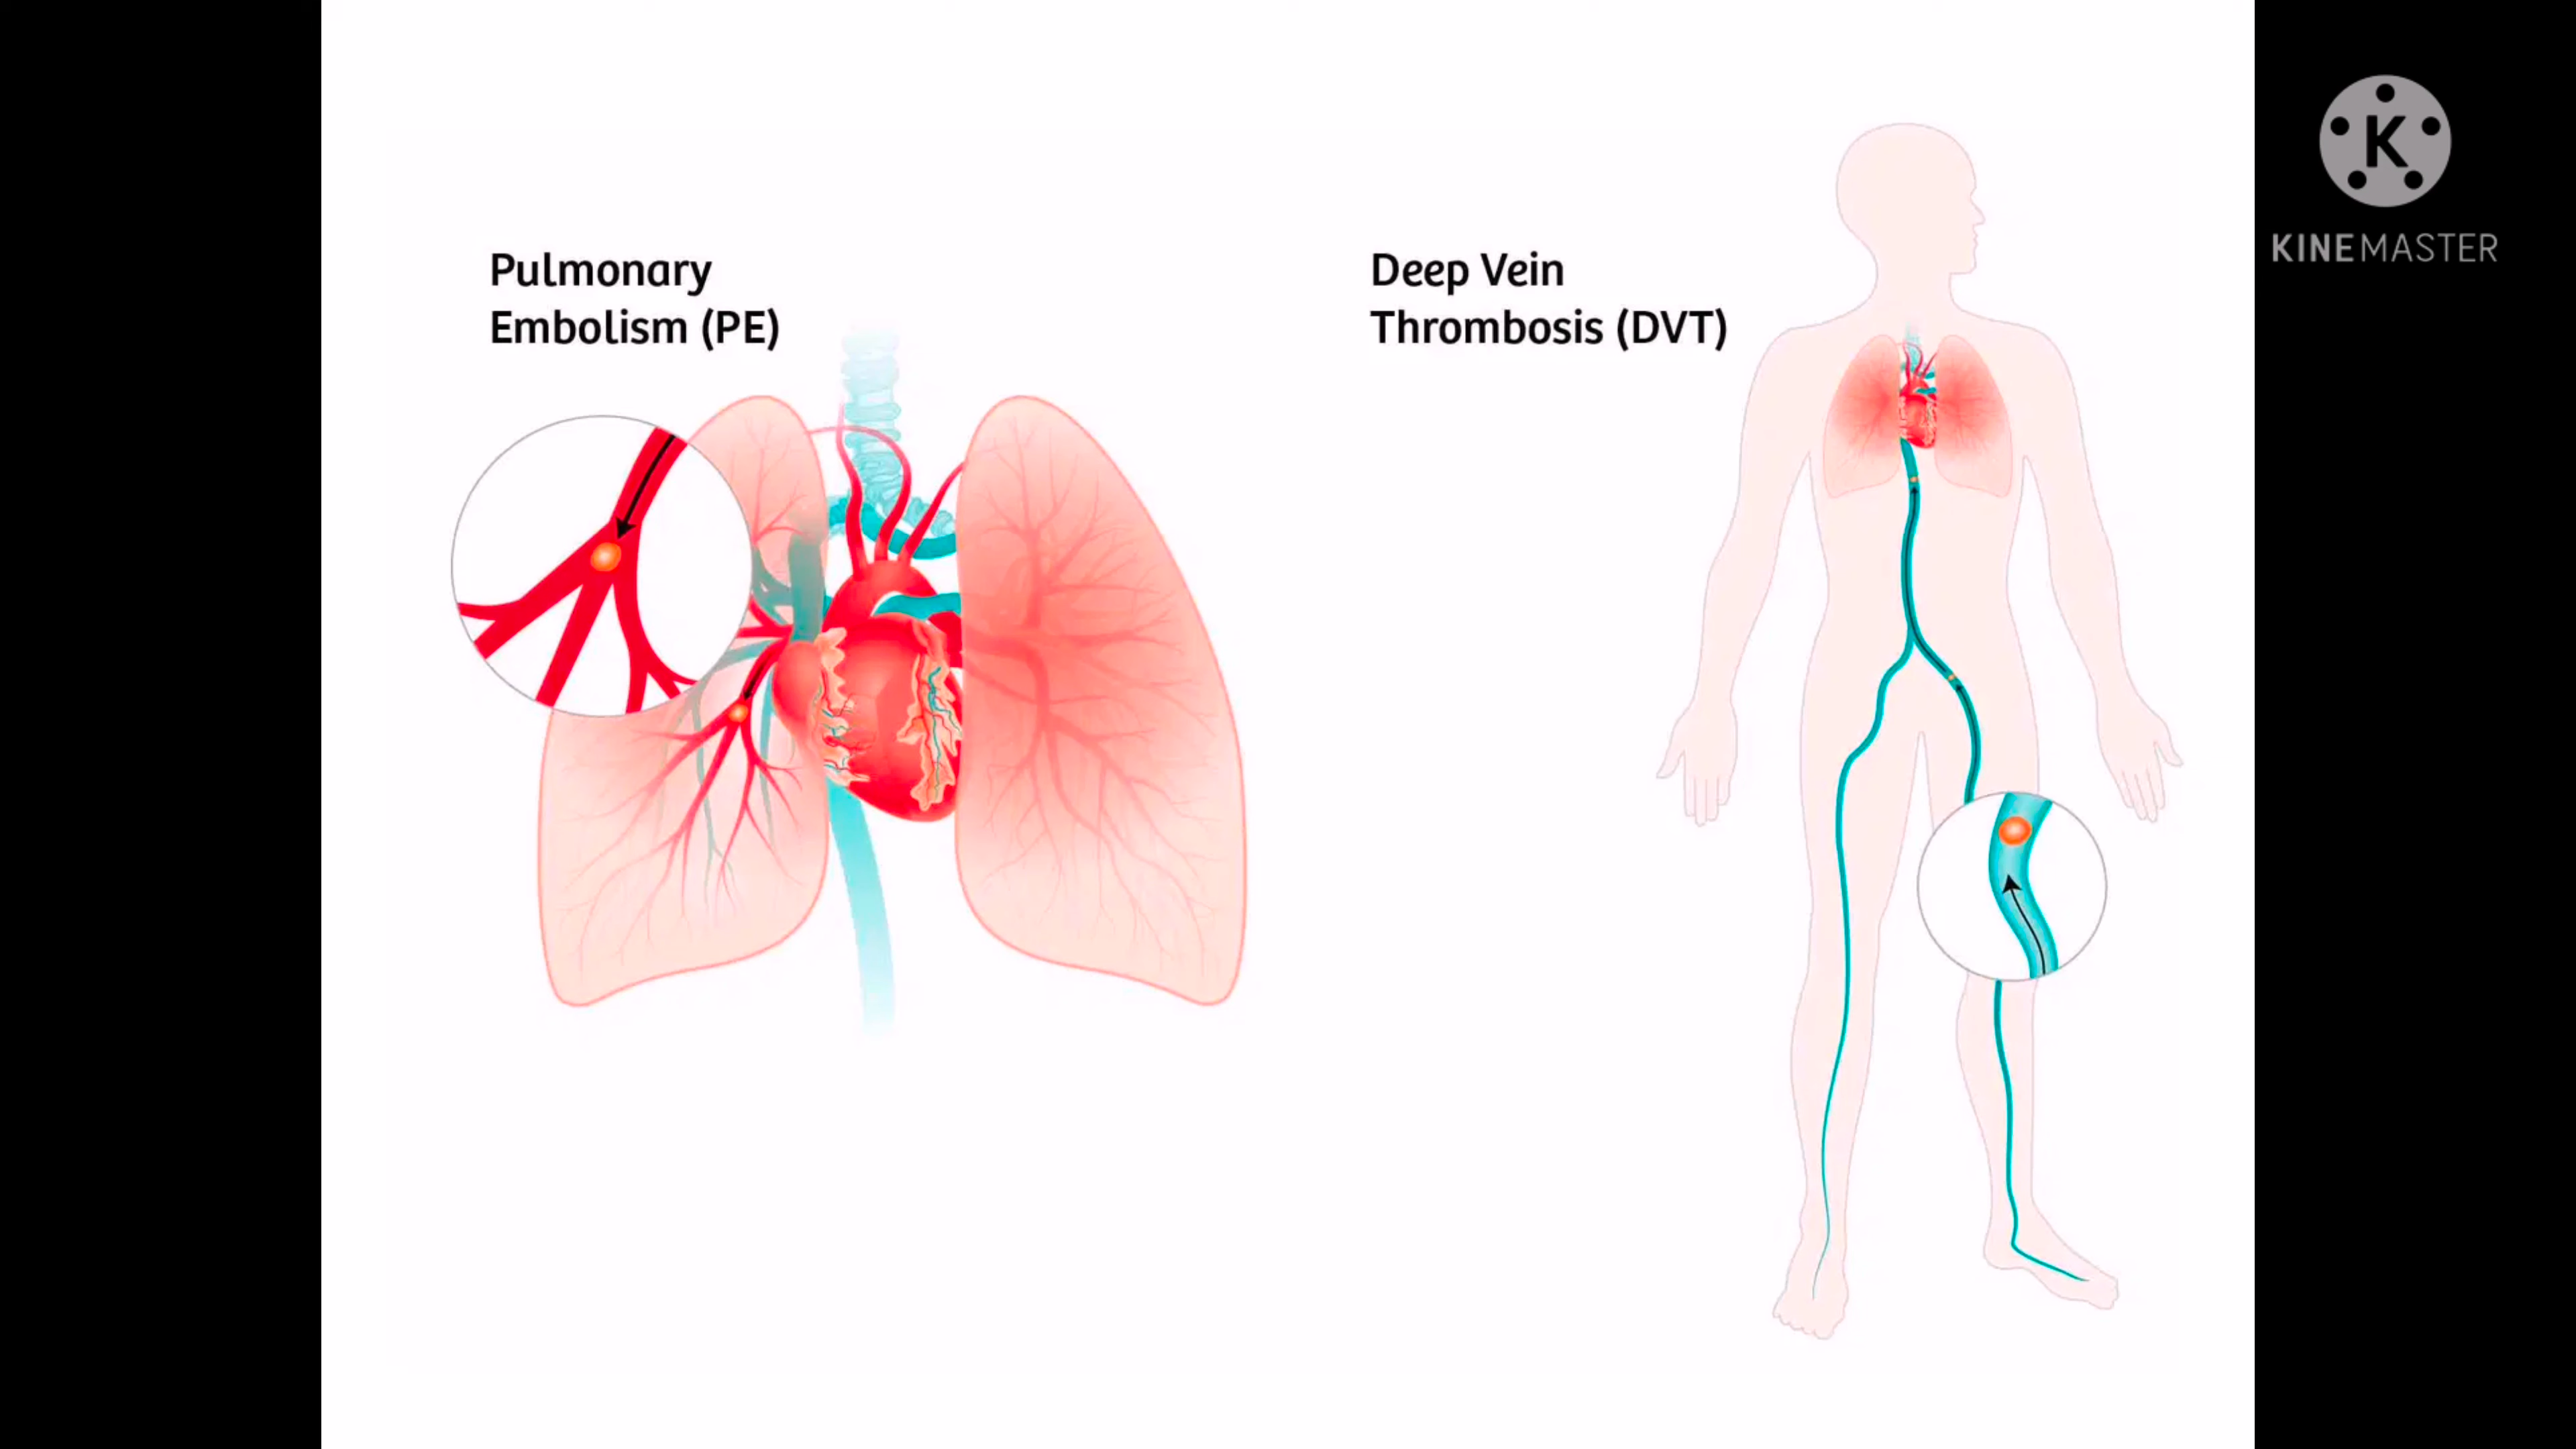 Pulmonary
Embolism (PE)
Deep Vein
Thrombosis (DVT)
K
KINEMASTER